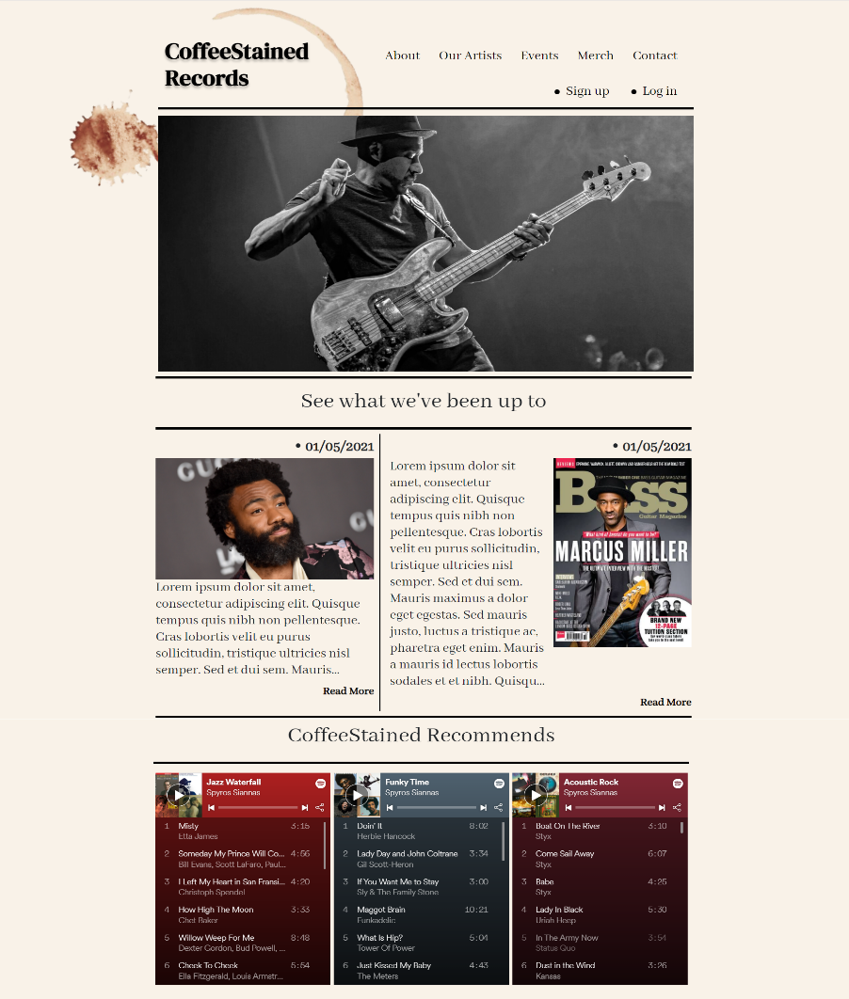 CoffeeStained
Records
About Our Artists Events Merch Contact
• Sign up • Log in
See what we've been up to
• 01/05/2021
GU
GU
Lorem ipsum dolor sit amet,
consectetur adipiscing elit. Quisque
tempus quis nibh non pellentesque.
Cras lobortis velit eu purus
sollicitudin, tristique ultricies nisl
semper. Sed et dui sem. Mauris...
Read More
• 01/05/2021
Lorem ipsum dolor sit
amet, consectetur
adipiscing elit. Quisque
tempus quis nibh non
pellentesque. Cras lobortis
velit eu purus sollicitudin,
tristique ultricies nisl
semper. Sed et dui sem.
Mauris maximus a dolor
eget egestas. Sed mauris
justo, luctus a tristique ac,
pharetra eget enim. Mauris
a mauris id lectus lobortis
sodales et et nibh. Quisqu...
Bass
Guitar Magazine
MARCUS MILLER
THE ULTIMATE INTERVIEW WITH THE MASTER!
BRAND NEW
12-PAGE
TUITION SECTION
Read More
CoffeeStained Recommends
Jazz Waterfall
Spyros Siannas
1 Misty 3:15
Etta James
2 Someday My Prince Will Co... 4:56
Bill Evans, Scott LaFaro, Paul...
3 I Left My Heart in San Fransi... 4:20
Christoph Spendel
4 How High The Moon 3:33
Chet Baker
5 Willow Weep For Me 8:48
Dexter Gordon, Bud Powell, ...
6 Cheek To Cheek 5:54
Ella Fitzgerald, Louis Armstr...
Funky Time
Spyros Siannas
1 Doin' It 8:02
Herbie Hancock
2 Lady Day and John Coltrane 3:34
Gil Scott-Heron
3 If You Want Me to Stay 3:00
Sly & The Family Stone
4 Maggot Brain 10:21
Funkadelic
5 What Is Hip? 5:04
Tower Of Power
6 Just Kissed My Baby 4:43
The Meters
Acoustic Rock
Spyros Siannas
1 Boat On The River 3:10
Styx
2 Come Sail Away 6:07
Styx
3 Babe 4:25
Styx
4 Lady In Black 5:30
Uriah Heep
5 In The Army Now 3:54
Status Quo
6 Dust in the Wind 3:26
Kansas